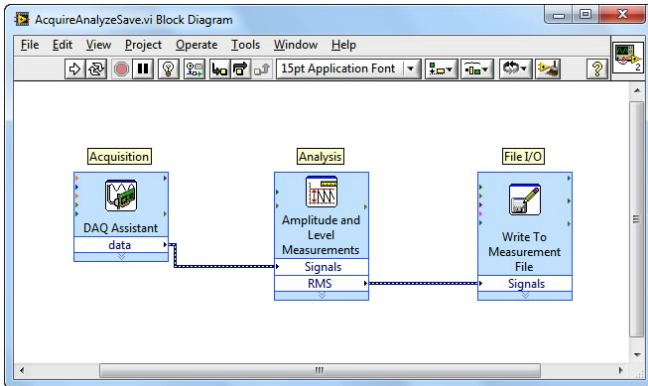 AcquireAnalyzeSave.vi Block Diagram
File Edit View Project Operate Tools Window Help
15pt Application Font
2
Acquisition
Analysis
File I/O
DAQ Assistant
data
Amplitude and
Level
Measurements
Signals
RMS
Write To
Measurement
File
Signals